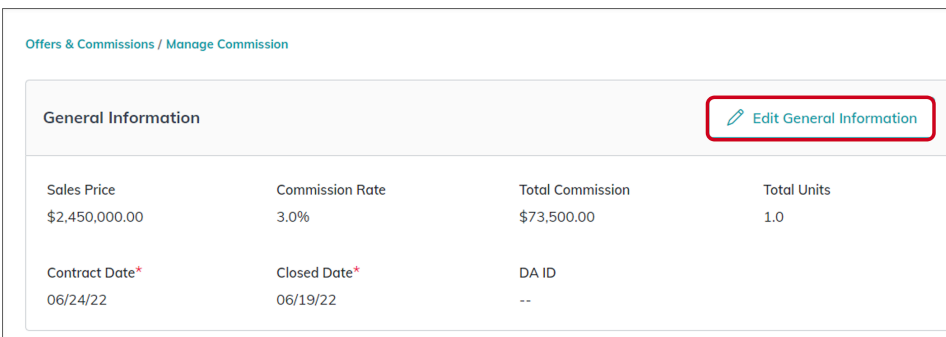 Offers & Commissions / Manage Commission
General Information
Edit General Information
Sales Price Commission Rate Total Commission Total Units
$2,450,000.00 3.0% $73,500.00 1.0
Contract Date* Closed Date* DA ID
06/24/22 06/19/22 --